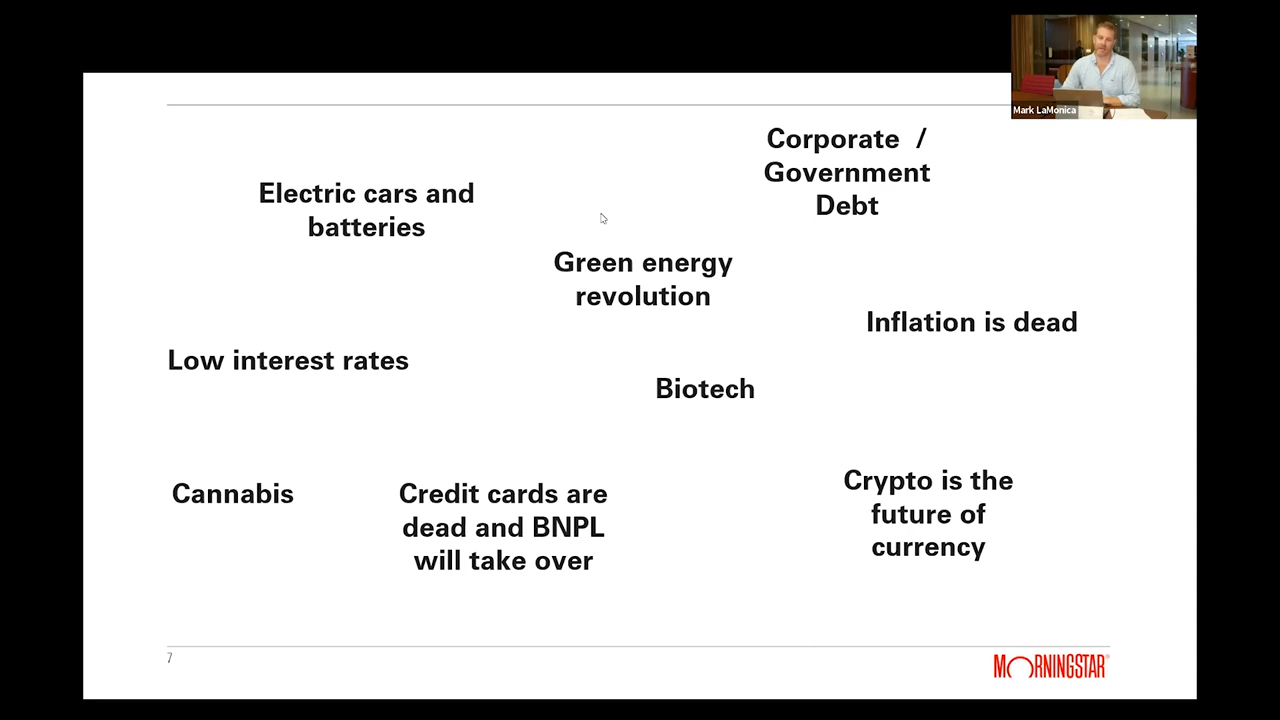 Mark LaMonica
Corporate /
Government
Debt
Electric cars and
batteries
Green energy
revolution
Inflation is dead
Low interest rates
Biotech
Cannabis
Credit cards are
dead and BNPL
will take over
Crypto is the
future of
currency
7
MORNINGSTAR®